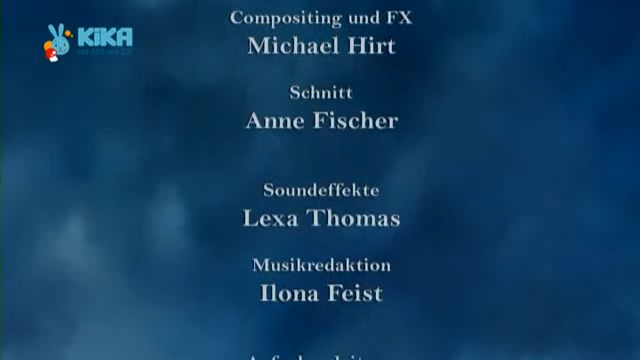 KiKA
Compositing und FX
Michael Hirt
Schnitt
Anne Fischer
Soundeffekte
Lexa Thomas
Musikredaktion
Ilona Feist